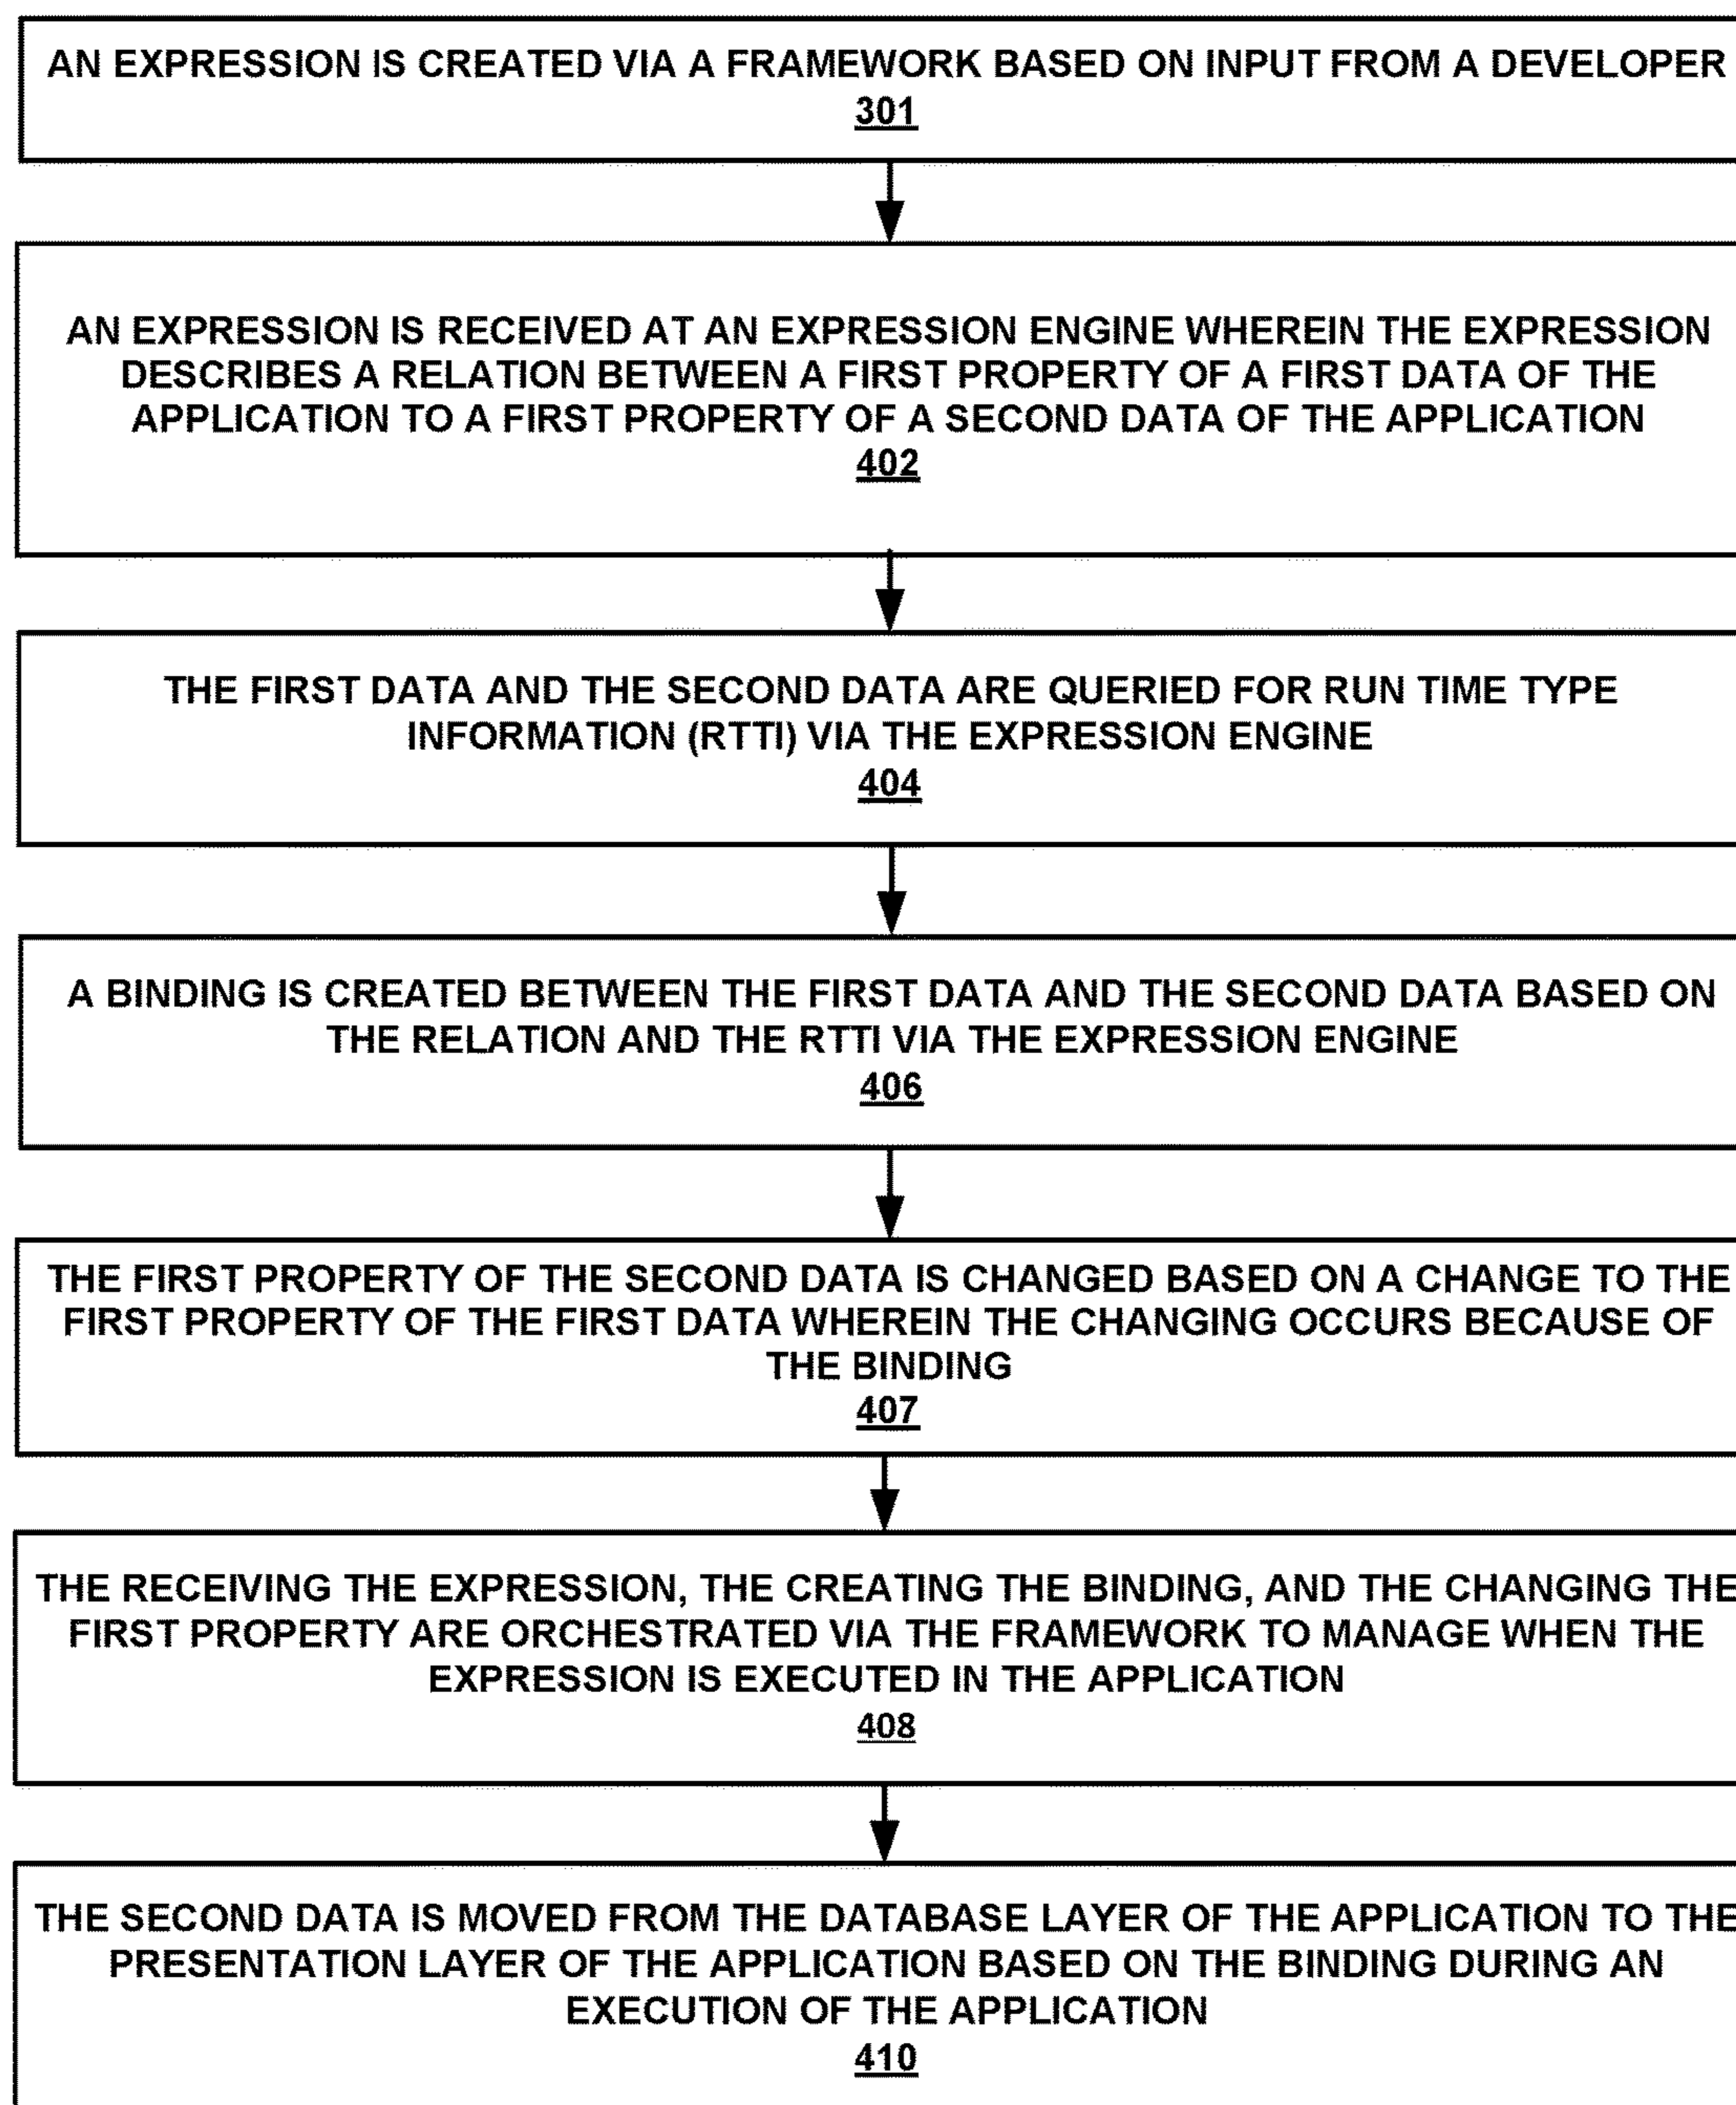 AN EXPRESSION IS CREATED VIA A FRAMEWORK BASED ON INPUT FROM A DEVELOPER
301
AN EXPRESSION IS RECEIVED AT AN EXPRESSION ENGINE WHEREIN THE EXPRESSION
DESCRIBES A RELATION BETWEEN A FIRST PROPERTY OF A FIRST DATA OF THE
APPLICATION TO A FIRST PROPERTY OF A SECOND DATA OF THE APPLICATION
402
THE FIRST DATA AND THE SECOND DATA ARE QUERIED FOR RUN TIME TYPE
INFORMATION (RTTI) VIA THE EXPRESSION ENGINE
404
A BINDING IS CREATED BETWEEN THE FIRST DATA AND THE SECOND DATA BASED ON
THE RELATION AND THE RTTI VIA THE EXPRESSION ENGINE
406
THE FIRST PROPERTY OF THE SECOND DATA IS CHANGED BASED ON A CHANGE TO THE
FIRST PROPERTY OF THE FIRST DATA WHEREIN THE CHANGING OCCURS BECAUSE OF
THE BINDING
407
THE RECEIVING THE EXPRESSION, THE CREATING THE BINDING, AND THE CHANGING THE
FIRST PROPERTY ARE ORCHESTRATED VIA THE FRAMEWORK TO MANAGE WHEN THE
EXPRESSION IS EXECUTED IN THE APPLICATION
408
THE SECOND DATA IS MOVED FROM THE DATABASE LAYER OF THE APPLICATION TO THE
PRESENTATION LAYER OF THE APPLICATION BASED ON THE BINDING DURING AN
EXECUTION OF THE APPLICATION
410